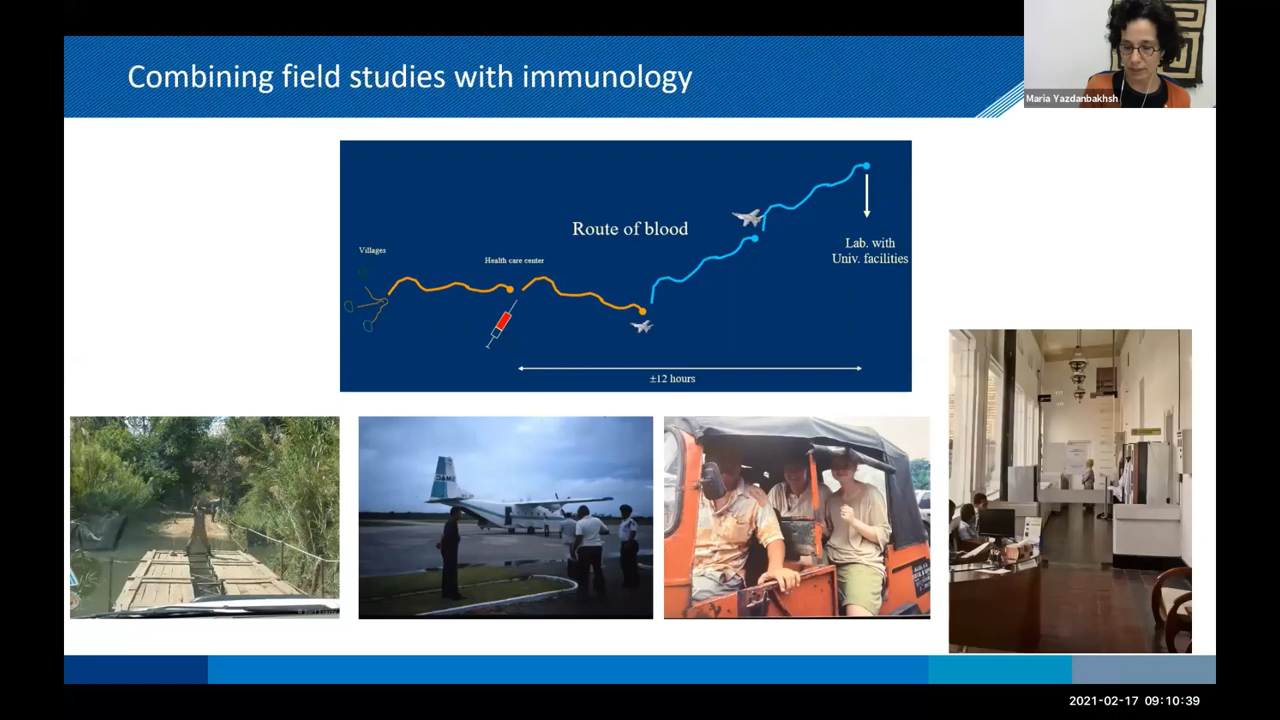 Combining field studies with immunology
Maria Yazdanbakhsh
Route of blood
Villages
Health care center
Lab. with
Univ. facilities
±12 hours
2021-02-17 09:10:39